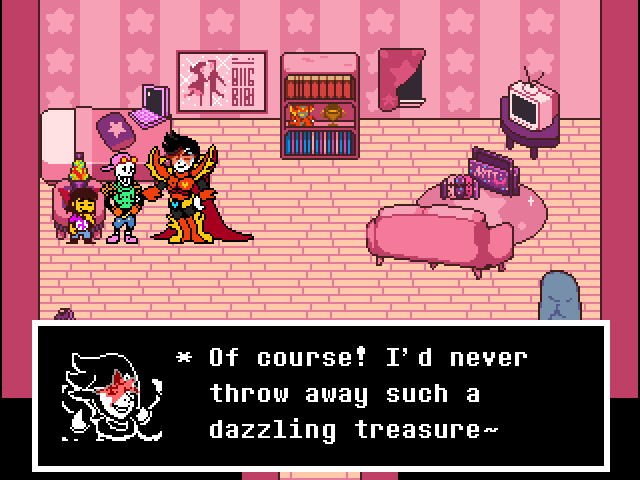 * Of course! I'd never
throw away such a
dazzling treasure~